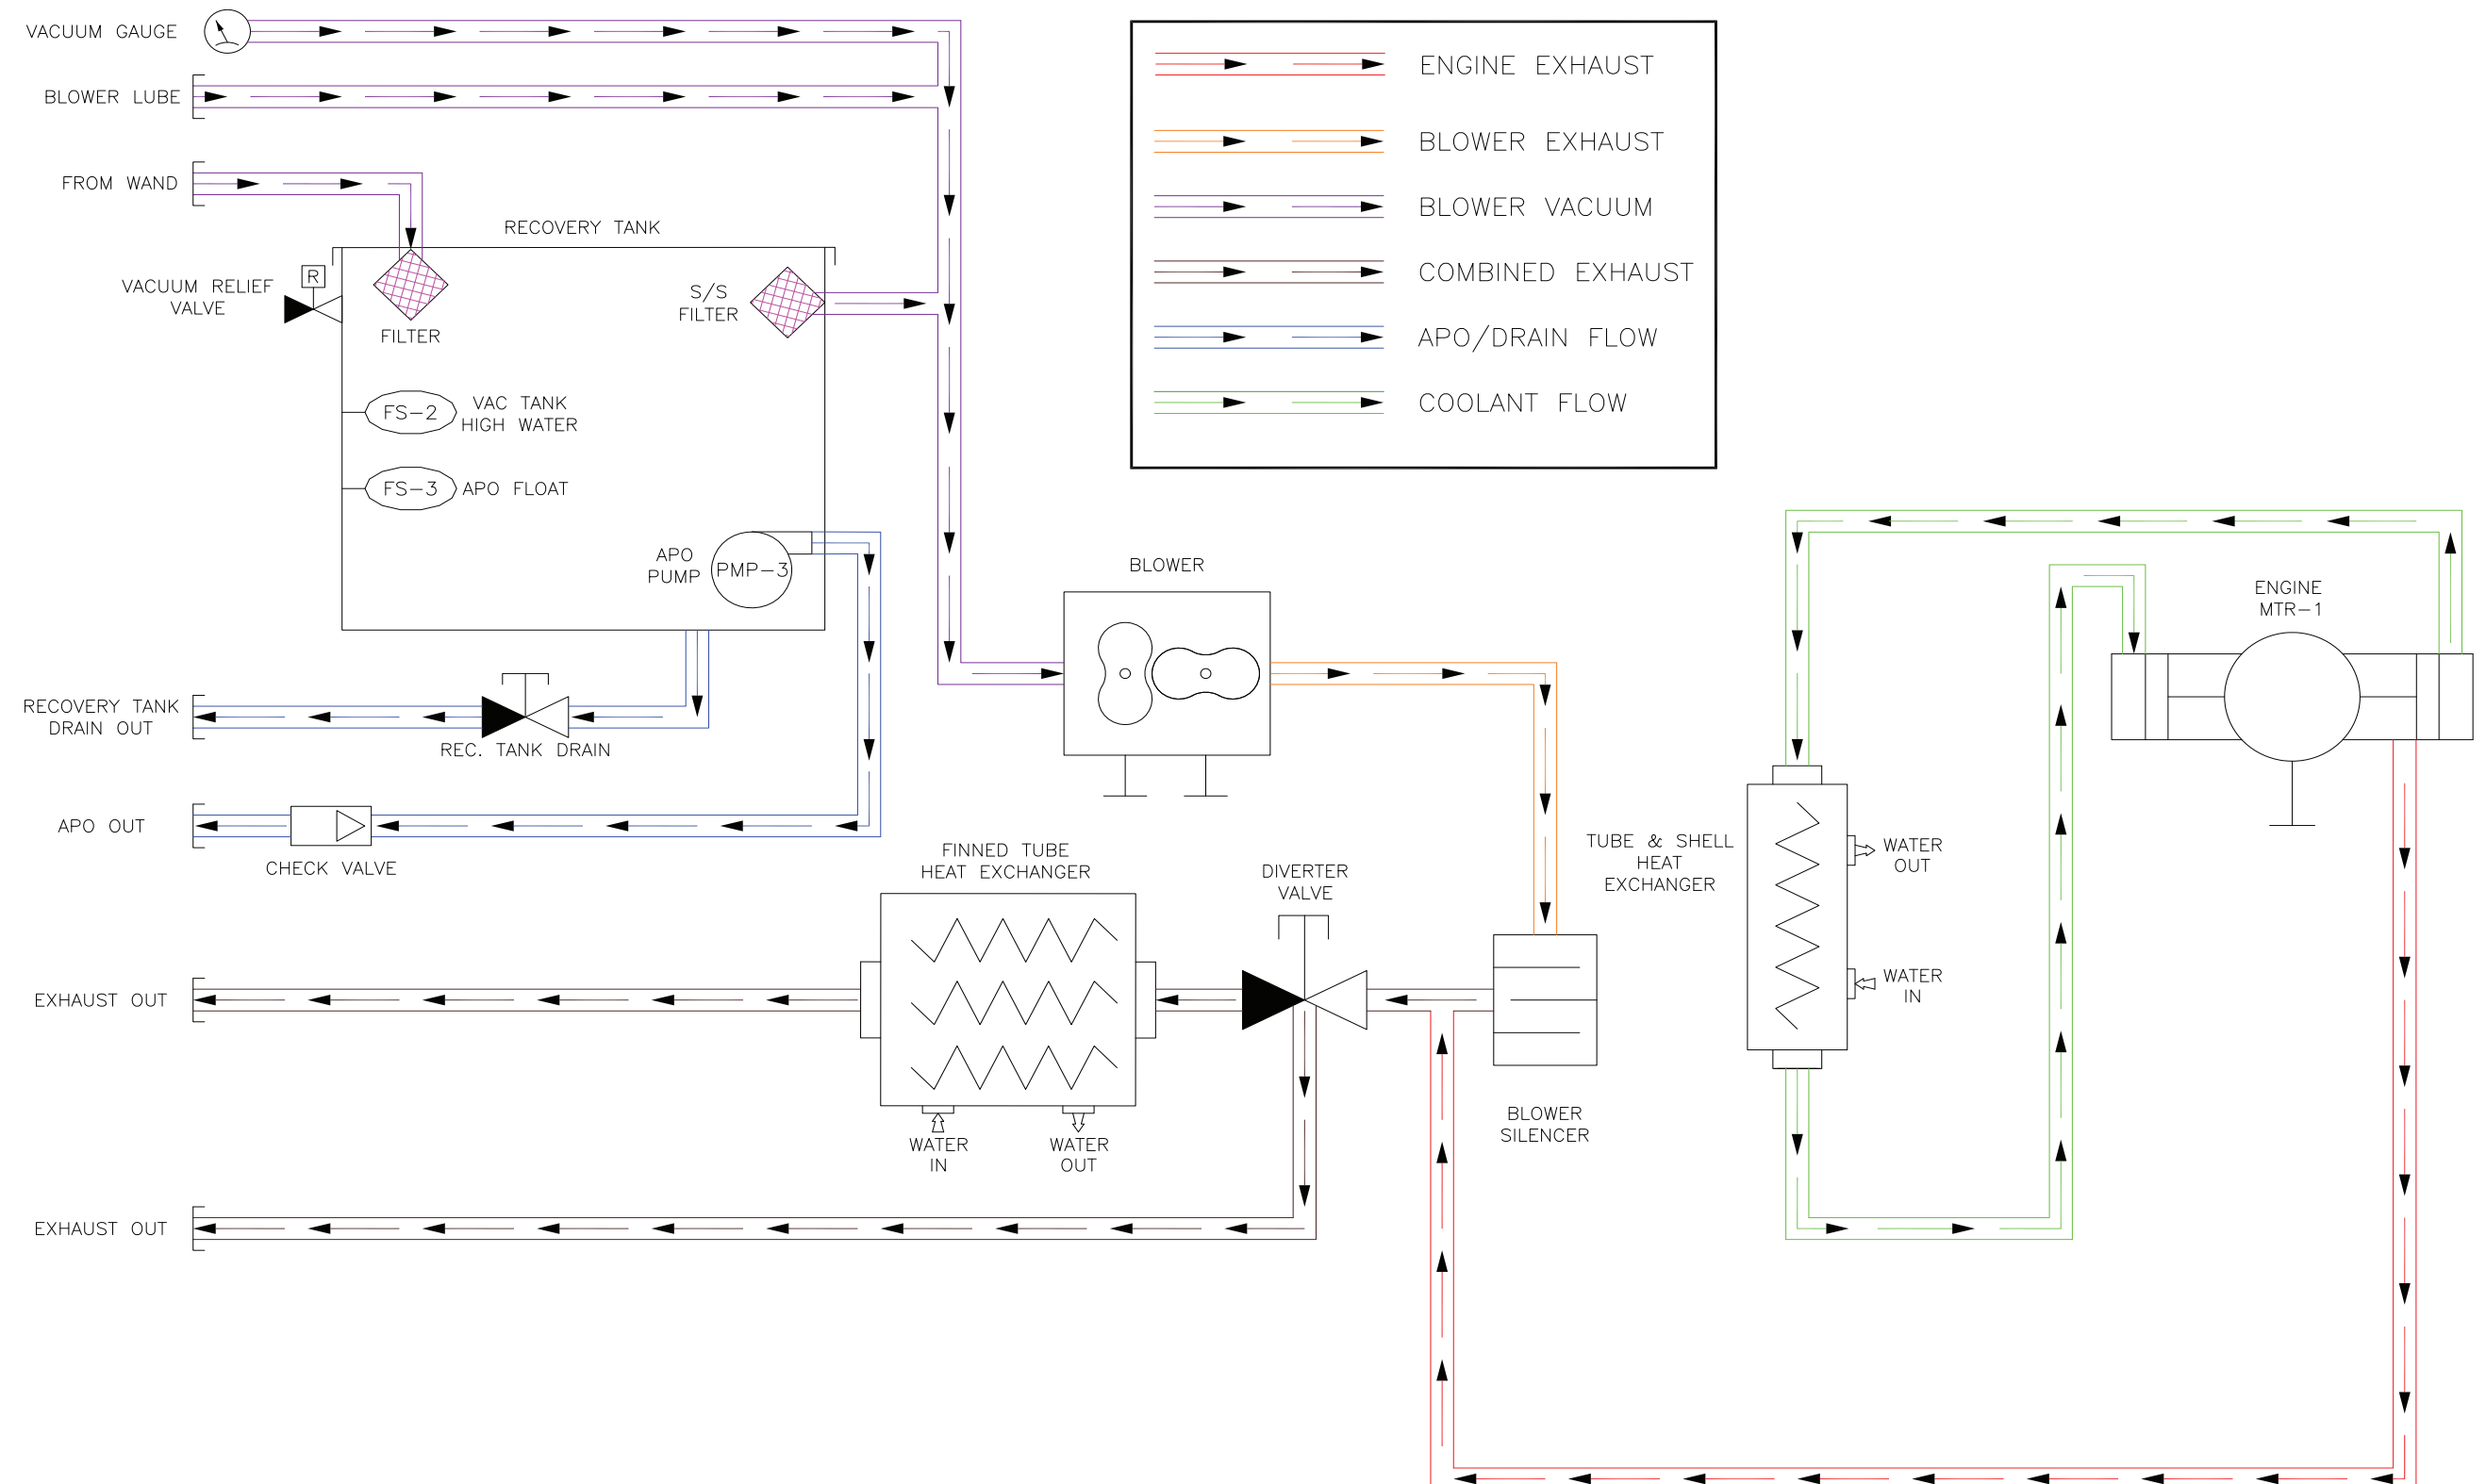 VACUUM GAUGE
BLOWER LUBE
FROM WAND
RECOVERY TANK
R
VACUUM RELIEF
VALVE
FILTER
S/S
FILTER
FS-2
VAC TANK
HIGH WATER
FS-3
APO FLOAT
APO
PUMP
PMP-3
RECOVERY TANK
DRAIN OUT
REC. TANK DRAIN
APO OUT
CHECK VALVE
ENGINE EXHAUST
BLOWER EXHAUST
BLOWER VACUUM
COMBINED EXHAUST
APO/DRAIN FLOW
COOLANT FLOW
BLOWER
ENGINE
MTR-1
FINNED TUBE
HEAT EXCHANGER
DIVERTER
VALVE
TUBE & SHELL
HEAT
EXCHANGER
WATER
OUT
WATER
IN
EXHAUST OUT
BLOWER
SILENCER
WATER
IN
WATER
OUT
EXHAUST OUT